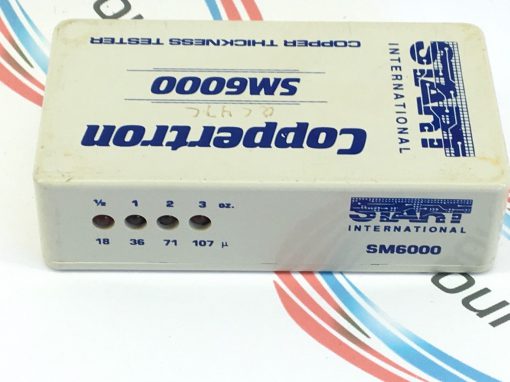 COPPER THICKNESS TESTER
SM6000
Coppertron
START
INTERNATIONAL
½ 1 2 3 oz.
18 36 71 107 µ
START
INTERNATIONAL
SM6000